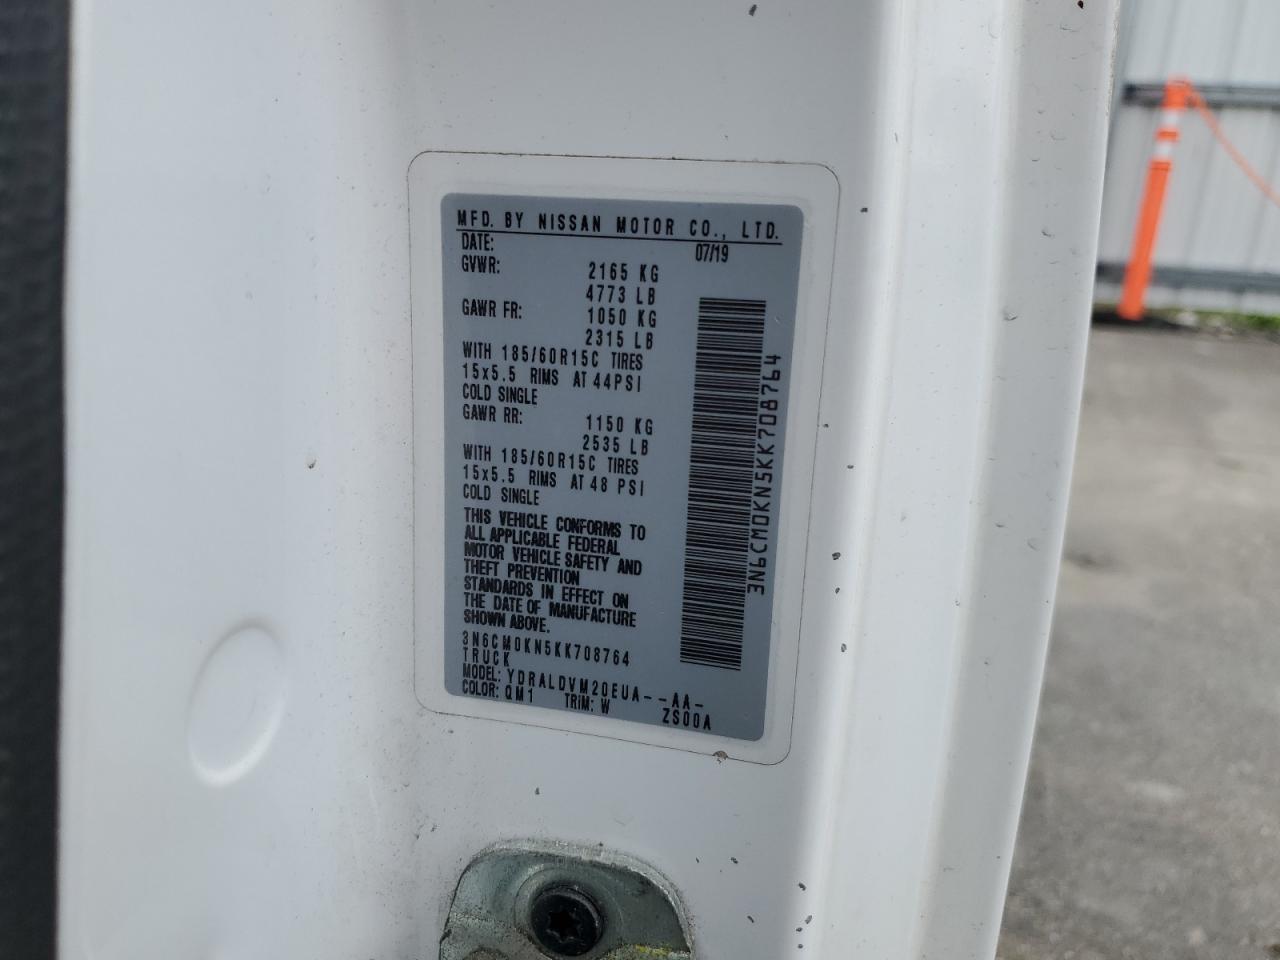 MFD. BY NISSAN MOTOR CO., LTD.
DATE: 07/19
GVWR: 2165 KG
4773 LB
GAWR FR: 1050 KG
2315 LB
WITH 185/60R15C TIRES
15x5.5 RIMS AT 44PSI
COLD SINGLE
GAWR RR: 1150 KG
2535 LB
WITH 185/60R15C TIRES
15x5.5 RIMS AT 48 PSI
COLD SINGLE
THIS VEHICLE CONFORMS TO
ALL APPLICABLE FEDERAL
MOTOR VEHICLE SAFETY AND
THEFT PREVENTION
STANDARDS IN EFFECT ON
THE DATE OF MANUFACTURE
SHOWN ABOVE.
3N6CM0KN5KK708764
TRUCK
MODEL: YDRALDVM20EUA--AA-
COLOR: QM1 TRIM: W ZS00A
3N6CM0KN5KK708764